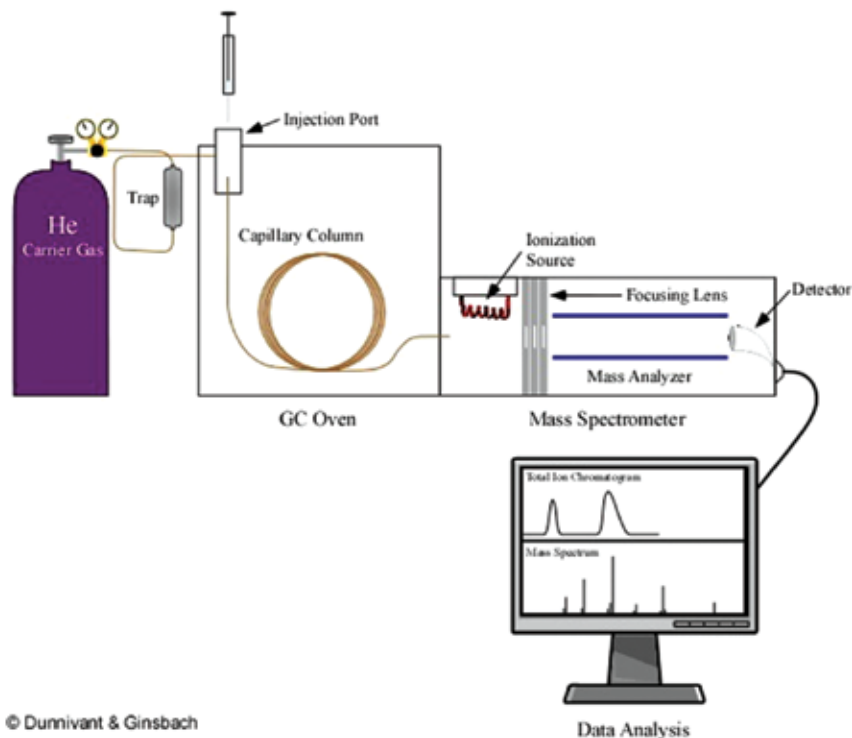 Injection Port
He
Carrier Gas
Trap
Capillary Column
Ionization
Source
Focusing Lens
Detector
Mass Analyzer
GC Oven
Mass Spectrometer
Total Ion Chromatogram
Mass Spectrum
© Dunnivant & Ginsbach
Data Analysis